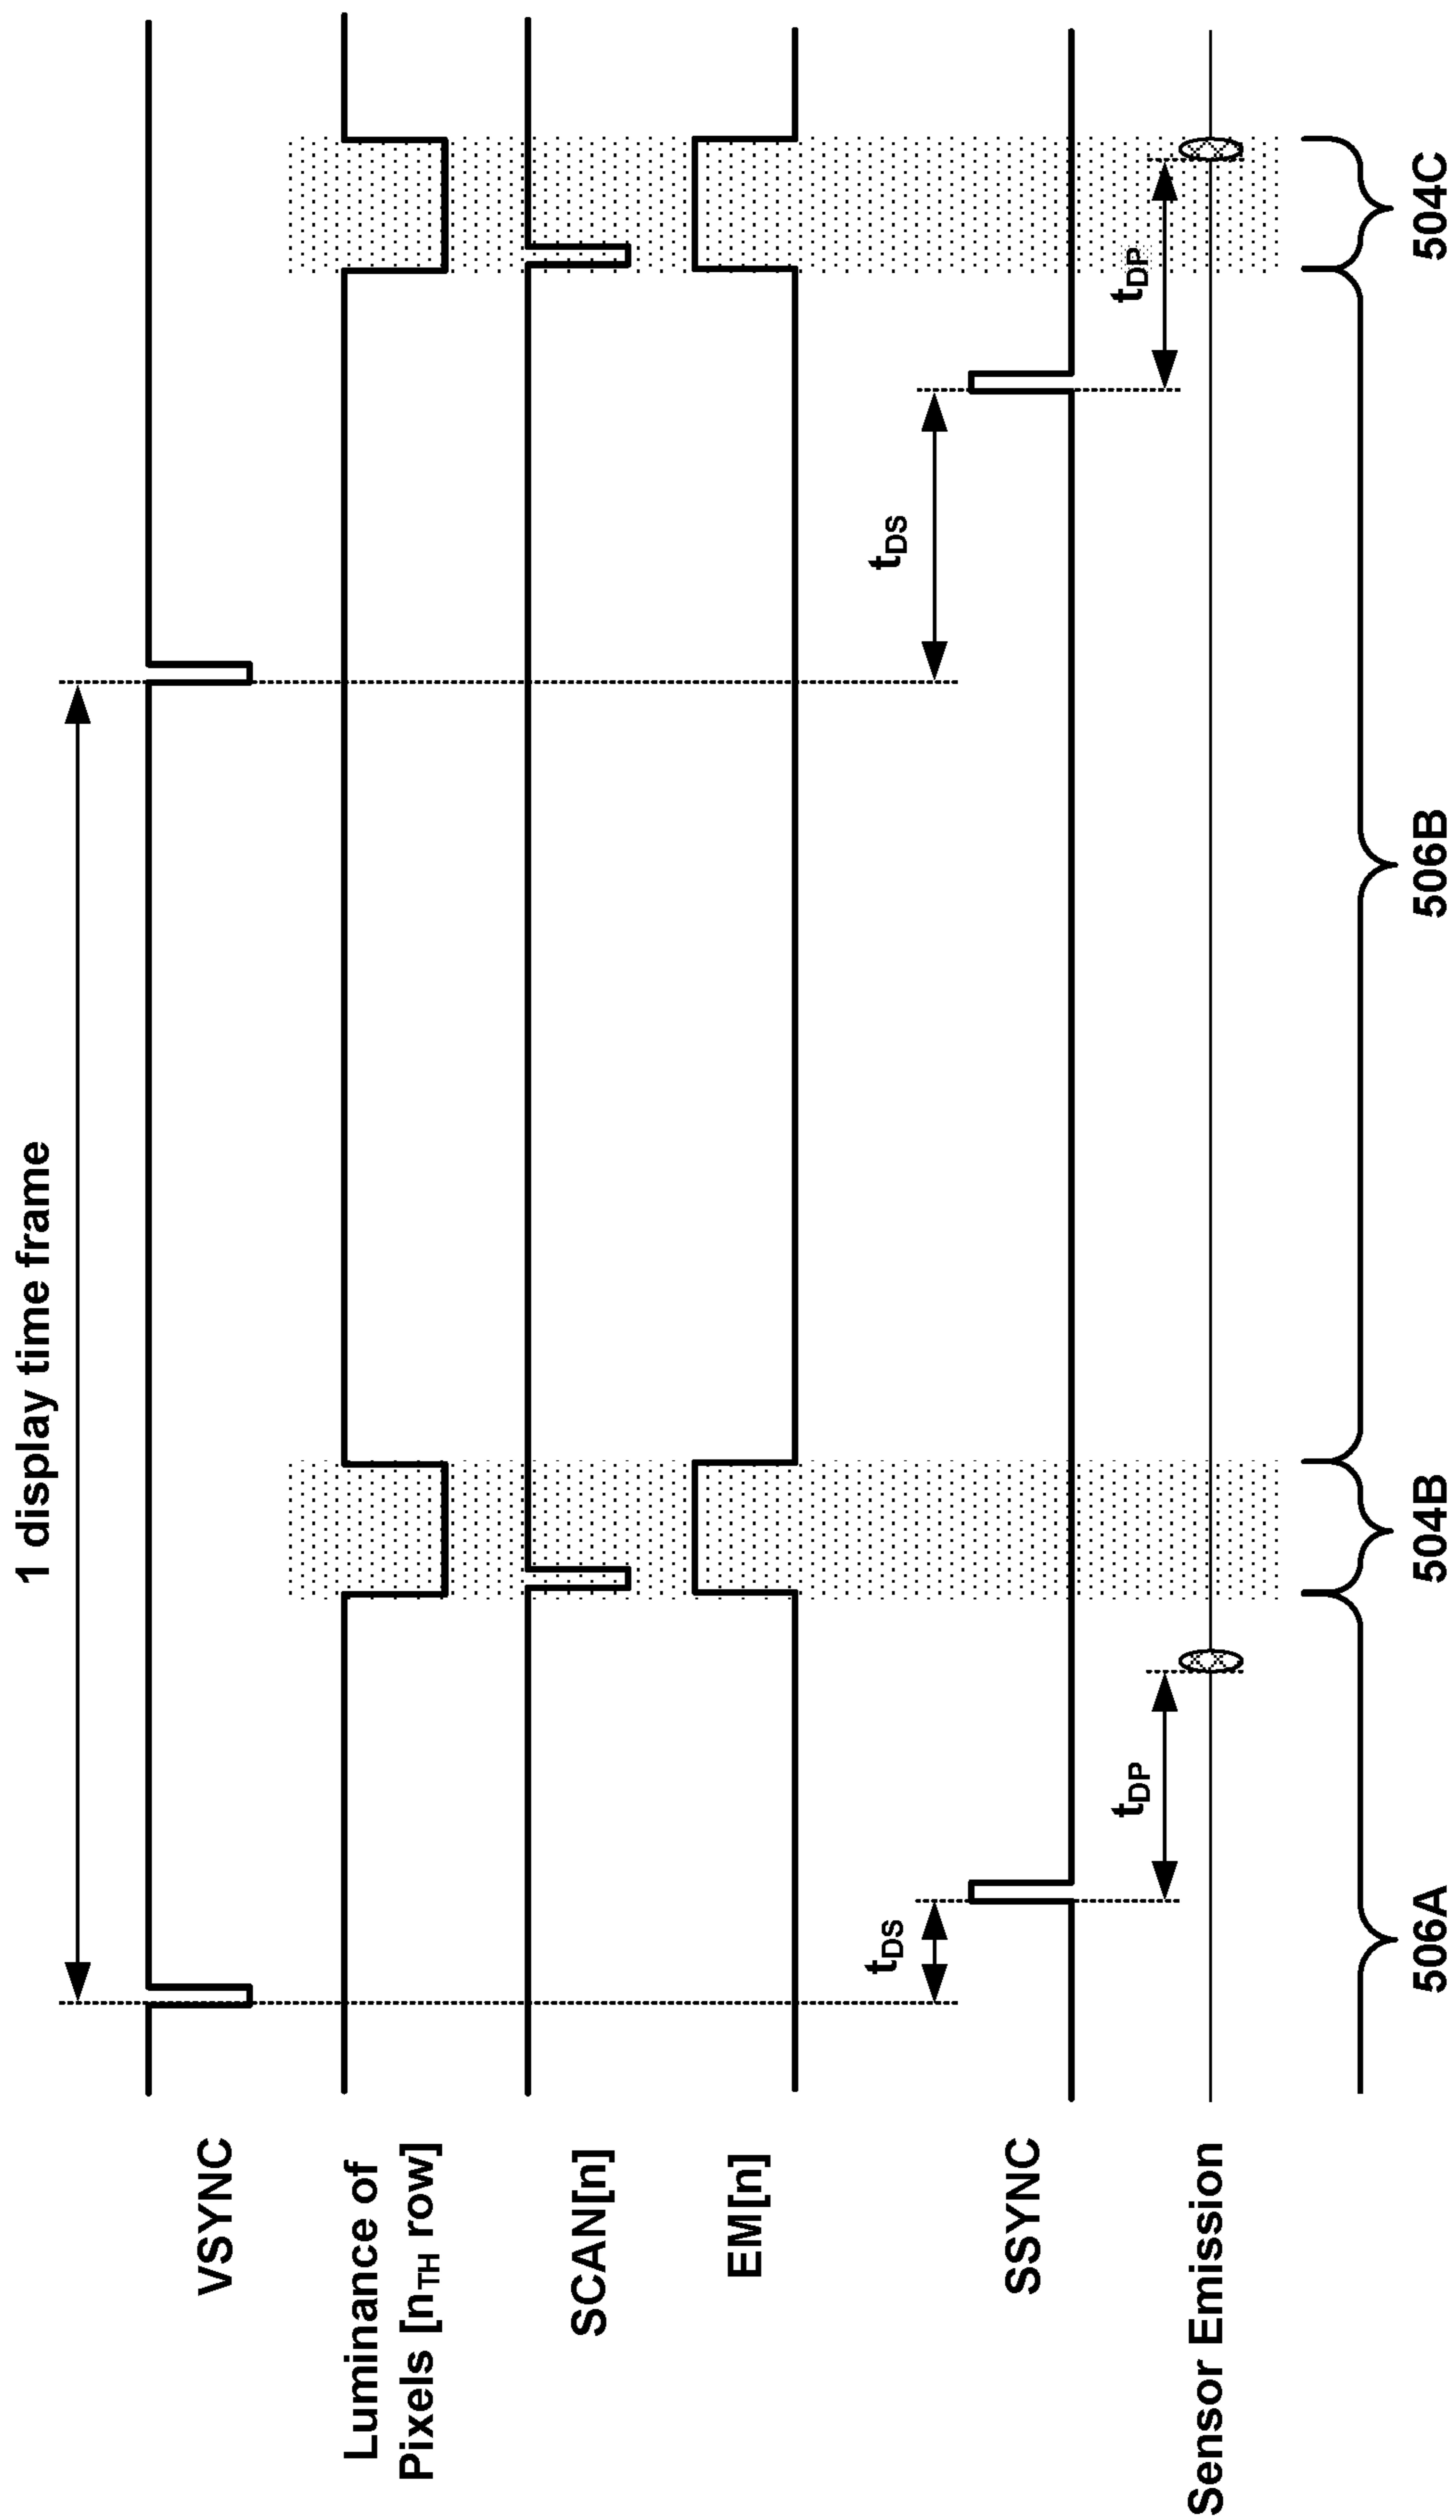 1 display time frame
VSYNC
Luminance of
Pixels [nTH row]
SCAN[n]
EM[n]
tDS
tDS
SSYNC
tDP
tDP
Sensor Emission
506A
504B
506B
504C